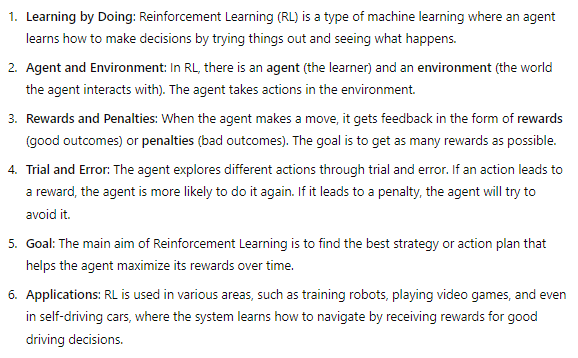 1. Learning by Doing: Reinforcement Learning (RL) is a type of machine learning where an agent
learns how to make decisions by trying things out and seeing what happens.
2. Agent and Environment: In RL, there is an agent (the learner) and an environment (the world
the agent interacts with). The agent takes actions in the environment.
3. Rewards and Penalties: When the agent makes a move, it gets feedback in the form of rewards
(good outcomes) or penalties (bad outcomes). The goal is to get as many rewards as possible.
4. Trial and Error: The agent explores different actions through trial and error. If an action leads to
a reward, the agent is more likely to do it again. If it leads to a penalty, the agent will try to
avoid it.
5. Goal: The main aim of Reinforcement Learning is to find the best strategy or action plan that
helps the agent maximize its rewards over time.
6. Applications: RL is used in various areas, such as training robots, playing video games, and even
in self-driving cars, where the system learns how to navigate by receiving rewards for good
driving decisions.